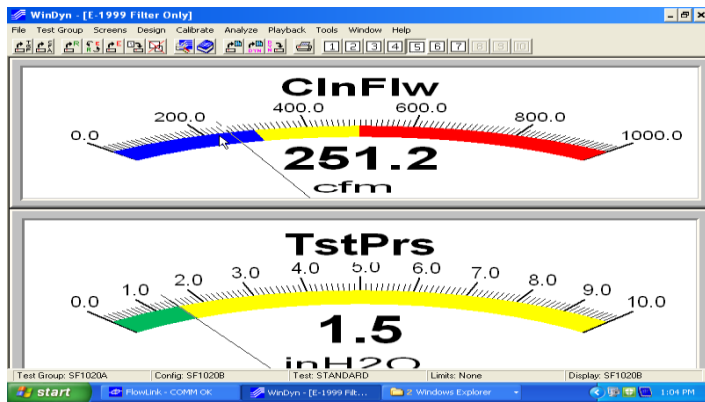 WinDyn - [E-1999 Filter Only]
File Test Group Screens Design Calibrate Analyze Playback Tools Window Help
1 2 3 4 5 6 7 8 9 10
ClnFlw
0.0 200.0 400.0 600.0 800.0 1000.0
251.2
cfm
TstPrs
0.0 1.0 2.0 3.0 4.0 5.0 6.0 7.0 8.0 9.0 10.0
1.5
inH2O
Test Group: SF1020A Config: SF1020B Test: STANDARD Limits: None Display: SF1020B
start FlowLink - COMM OK WinDyn - [E-1999 Filt... 2 Windows Explorer 1:04 PM